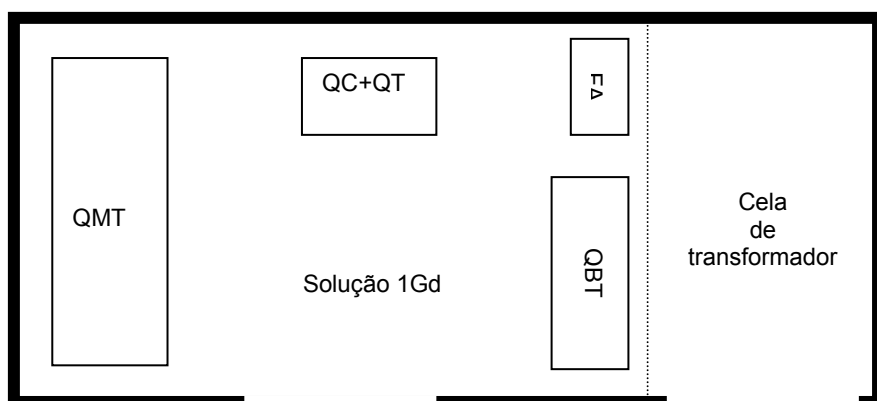 QC+QT
QMT
Solução 1Gd
QBT
Cela
de
transformador